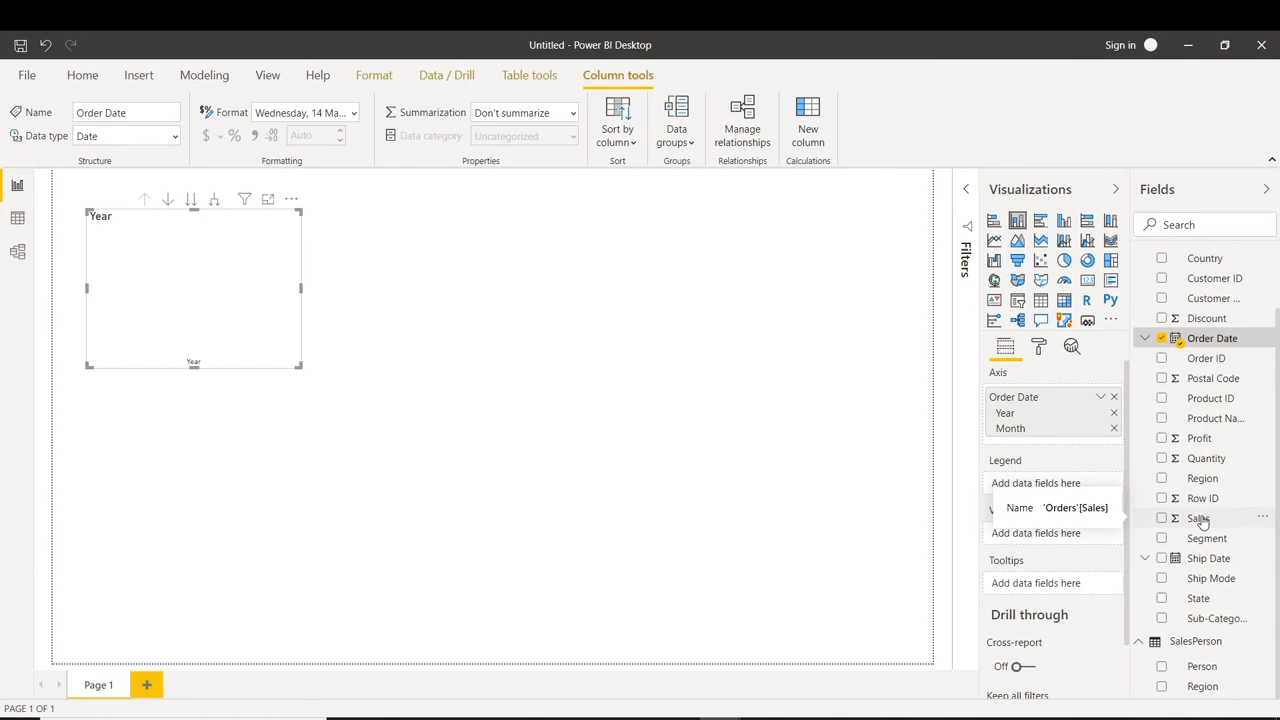 Untitled - Power BI Desktop
Sign in
File
Home
Insert
Modeling
View
Help
Format
Data / Drill
Table tools
Column tools
Name
Order Date
Data type
Date
Structure
Format
Wednesday, 14 Ma...
$
%
Auto
Formatting
Summarization
Don't summarize
Data category
Uncategorized
Properties
Sort by
column
Sort
Data
groups
Groups
Manage
relationships
Relationships
New
column
Calculations
Year
Year
Filters
Visualizations
R
Py
Axis
Order Date
Year
Month
Legend
Add data fields here
Name 'Orders'[Sales]
Add data fields here
Tooltips
Add data fields here
Drill through
Cross-report
Off
Keep all filters
Fields
Search
Country
Customer ID
Customer ...
Discount
Order Date
Order ID
Postal Code
Product ID
Product Na...
Profit
Quantity
Region
Row ID
Sales
Segment
Ship Date
Ship Mode
State
Sub-Catego...
SalesPerson
Person
Region
Page 1
PAGE 1 OF 1